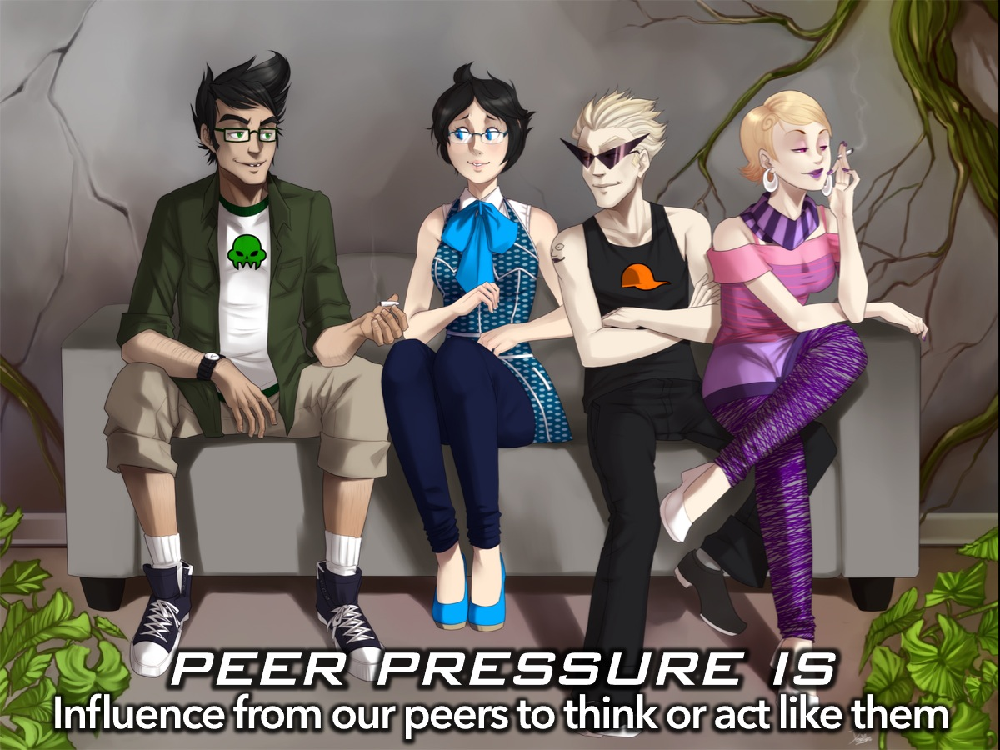 PEER PRESSURE IS
Influence from our peers to think or act like them